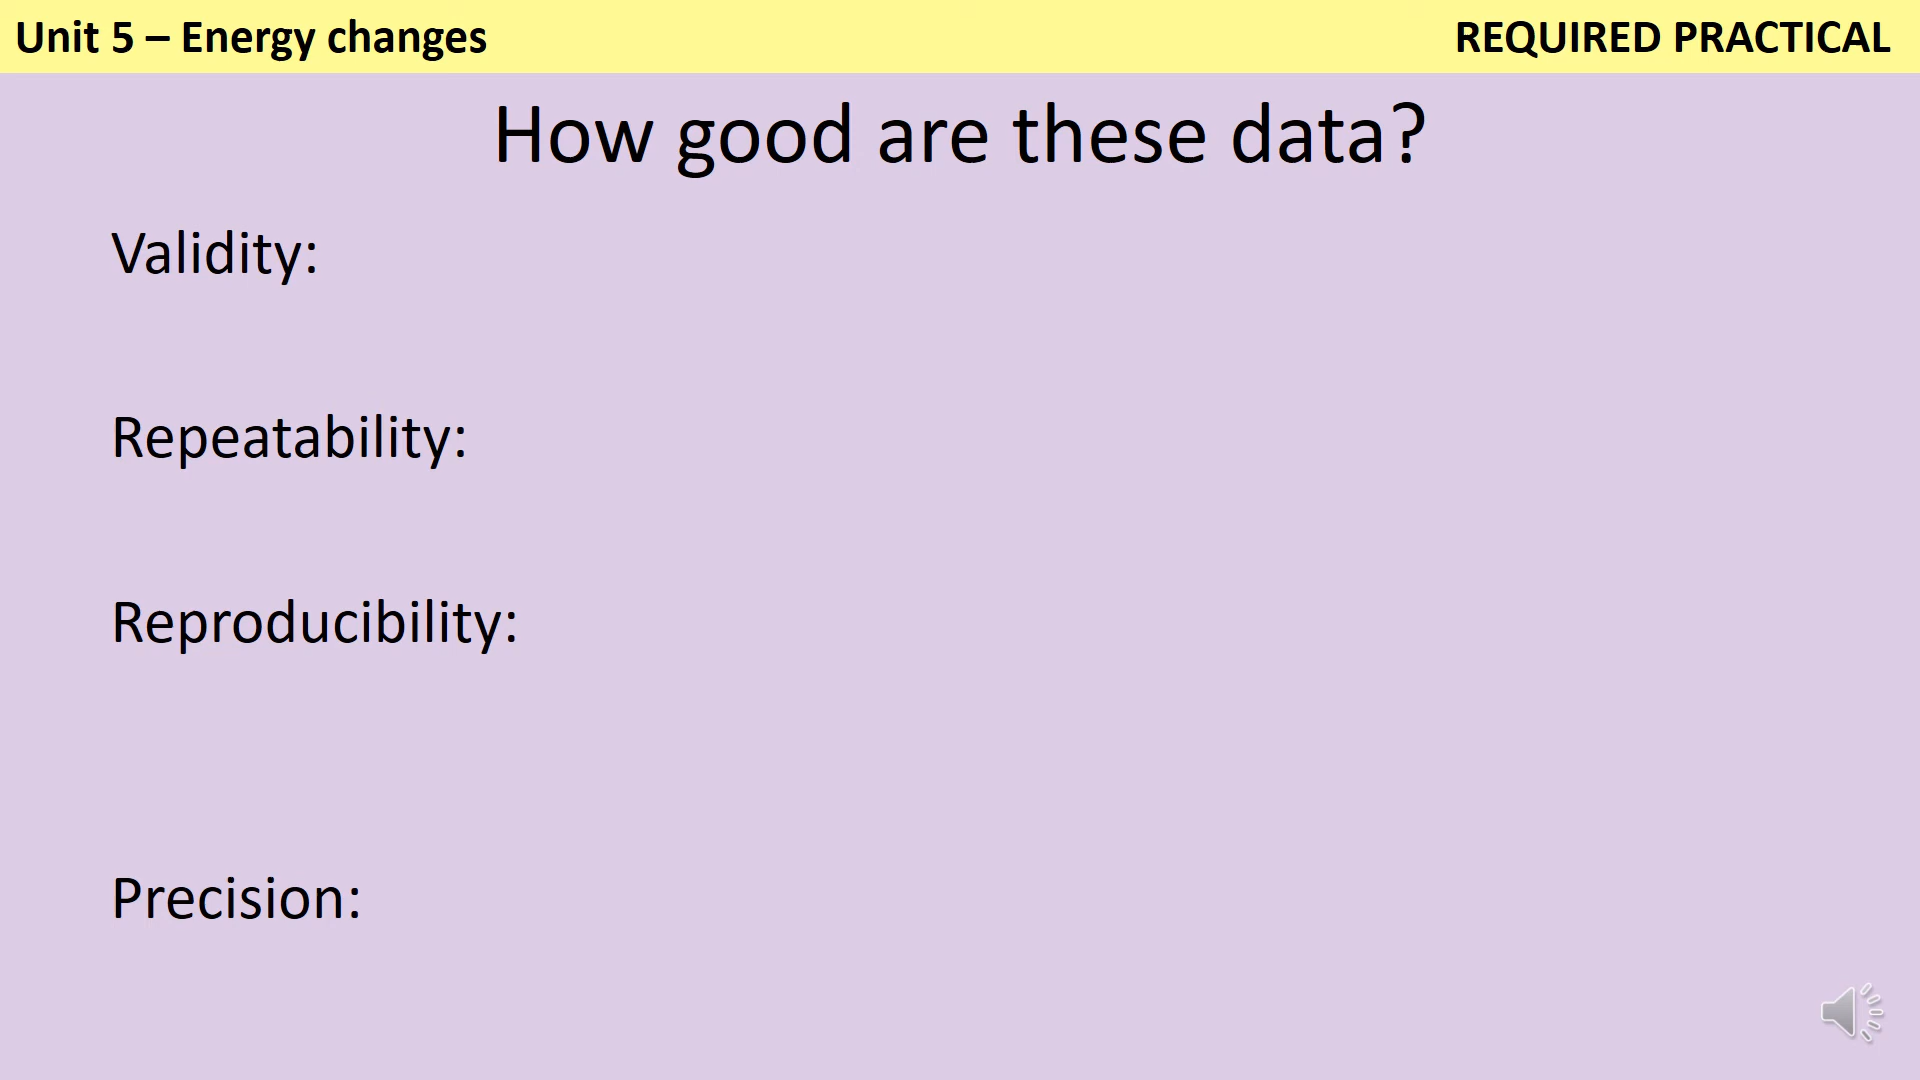 Unit 5 – Energy changes
REQUIRED PRACTICAL
How good are these data?
Validity:
Repeatability:
Reproducibility:
Precision: